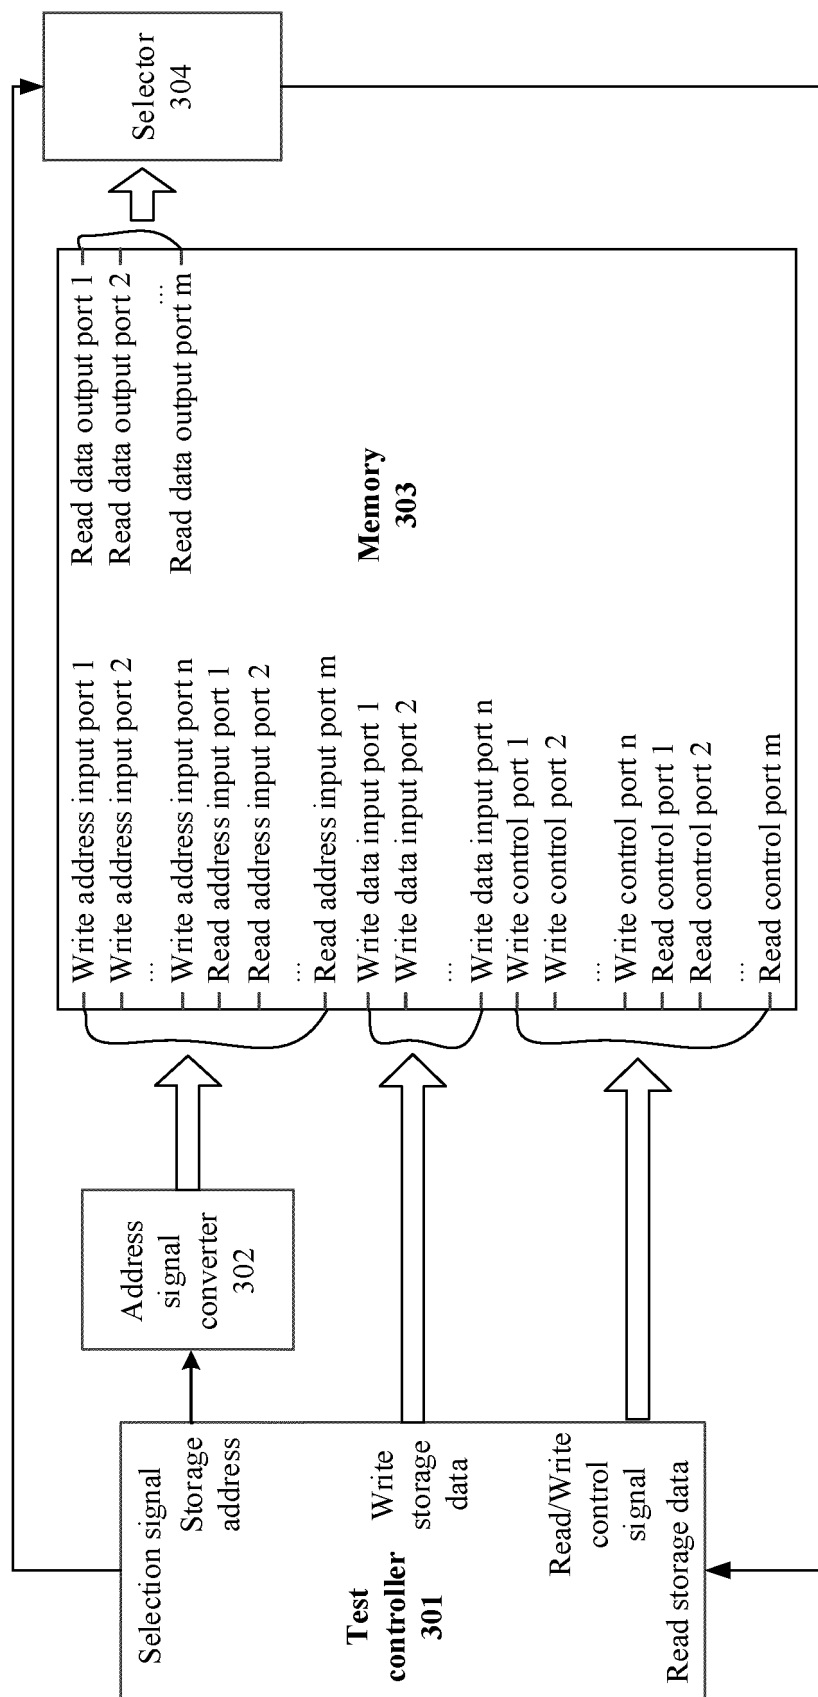 Selection signal
Storage
address
Test
controller
301
Write
storage
data
Read/Write
control
signal
Read storage data
Address
signal
converter
302
Write address input port 1
Write address input port 2
...
Write address input port n
Read address input port 1
Read address input port 2
...
Read address input port m
Write data input port 1
Write data input port 2
...
Write data input port n
Write control port 1
Write control port 2
...
Write control port n
Read control port 1
Read control port 2
...
Read control port m
Memory
303
Read data output port 1
Read data output port 2
...
Read data output port m
Selector
304